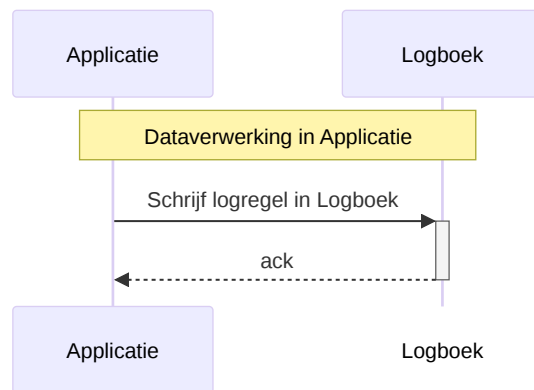 Applicatie
Logboek
Dataverwerking in Applicatie
Schrijf logregel in Logboek
ack
Applicatie
Logboek